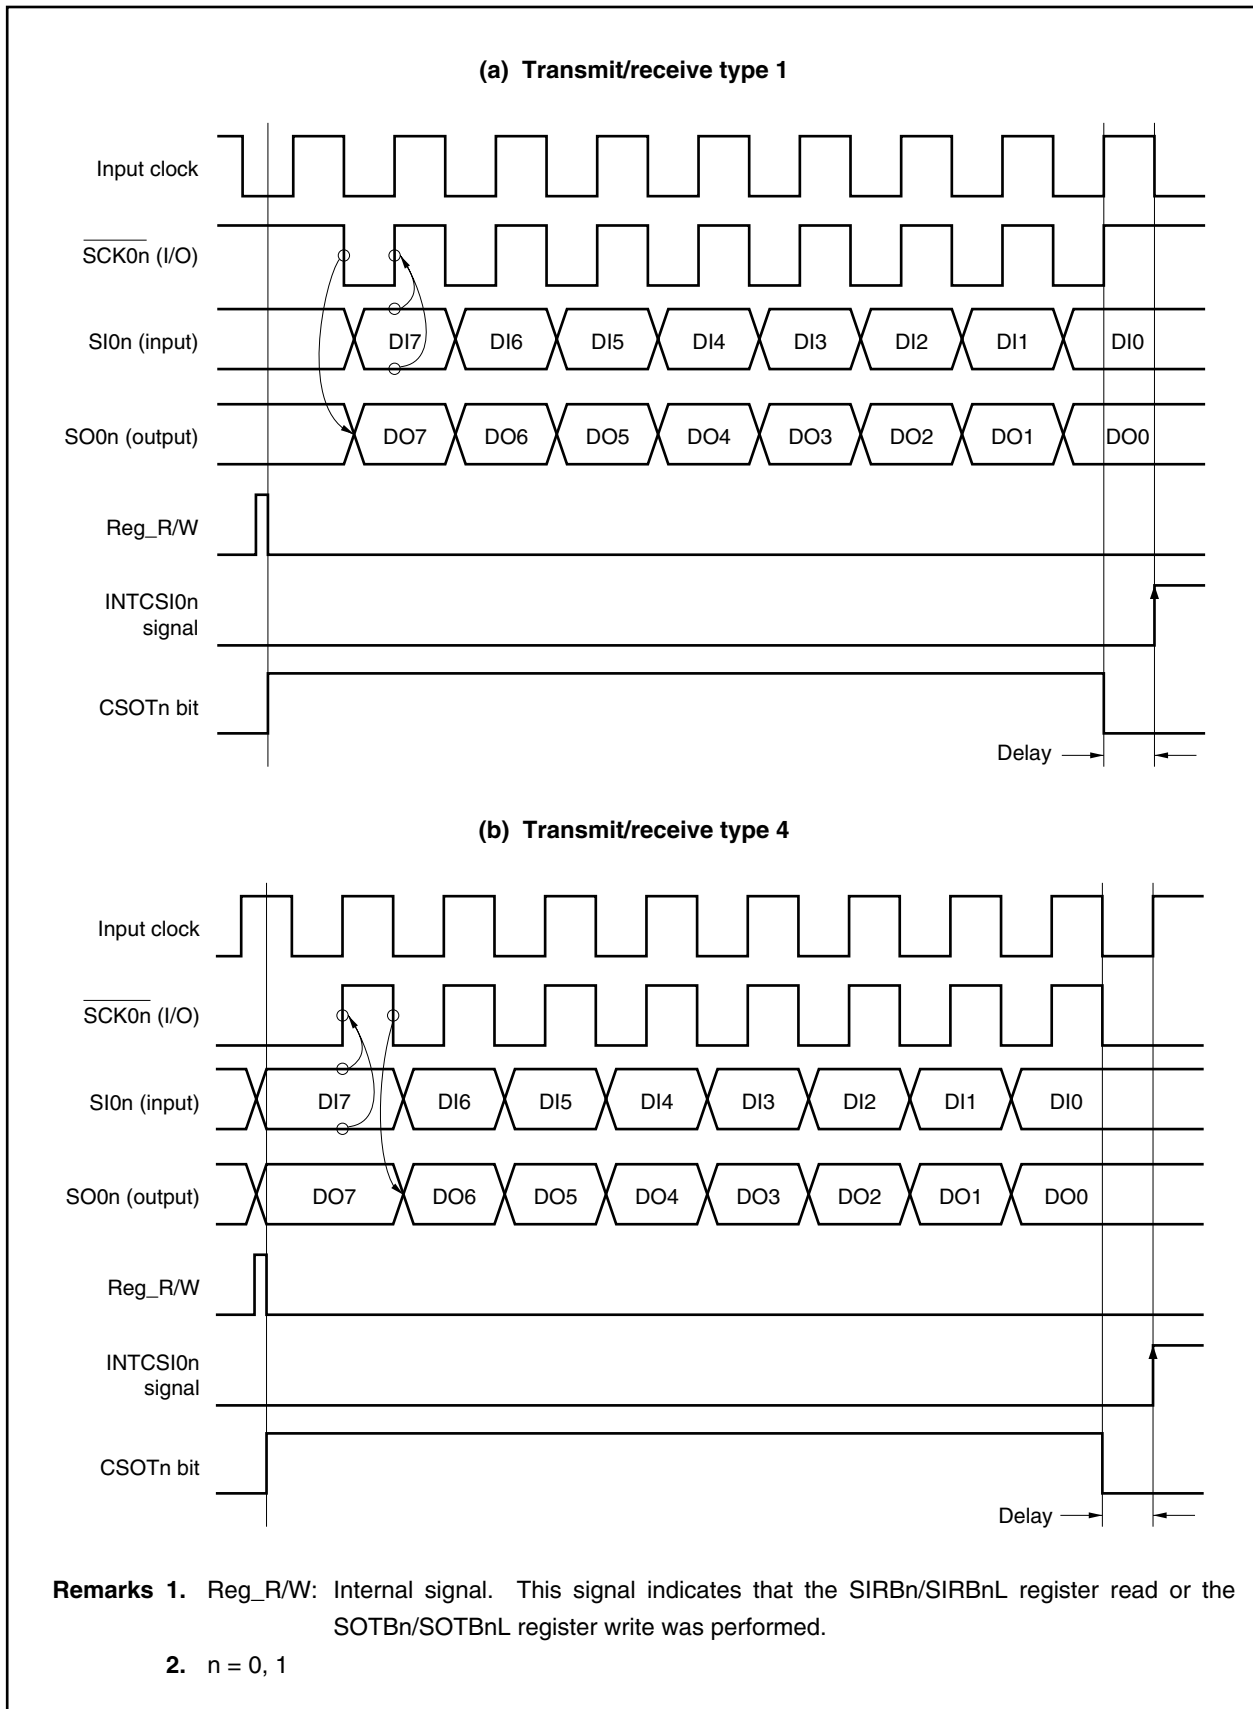 (a) Transmit/receive type 1
Input clock
SCK0n (I/O)
SI0n (input)
DI7 DI6 DI5 DI4 DI3 DI2 DI1 DI0
SO0n (output)
DO7 DO6 DO5 DO4 DO3 DO2 DO1 DO0
Reg_R/W
INTCSI0n
signal
CSOTn bit
Delay
(b) Transmit/receive type 4
Input clock
SCK0n (I/O)
SI0n (input)
DI7 DI6 DI5 DI4 DI3 DI2 DI1 DI0
SO0n (output)
DO7 DO6 DO5 DO4 DO3 DO2 DO1 DO0
Reg_R/W
INTCSI0n
signal
CSOTn bit
Delay
Remarks 1. Reg_R/W: Internal signal. This signal indicates that the SIRBn/SIRBnL register read or the
SOTBn/SOTBnL register write was performed.
2. n = 0, 1